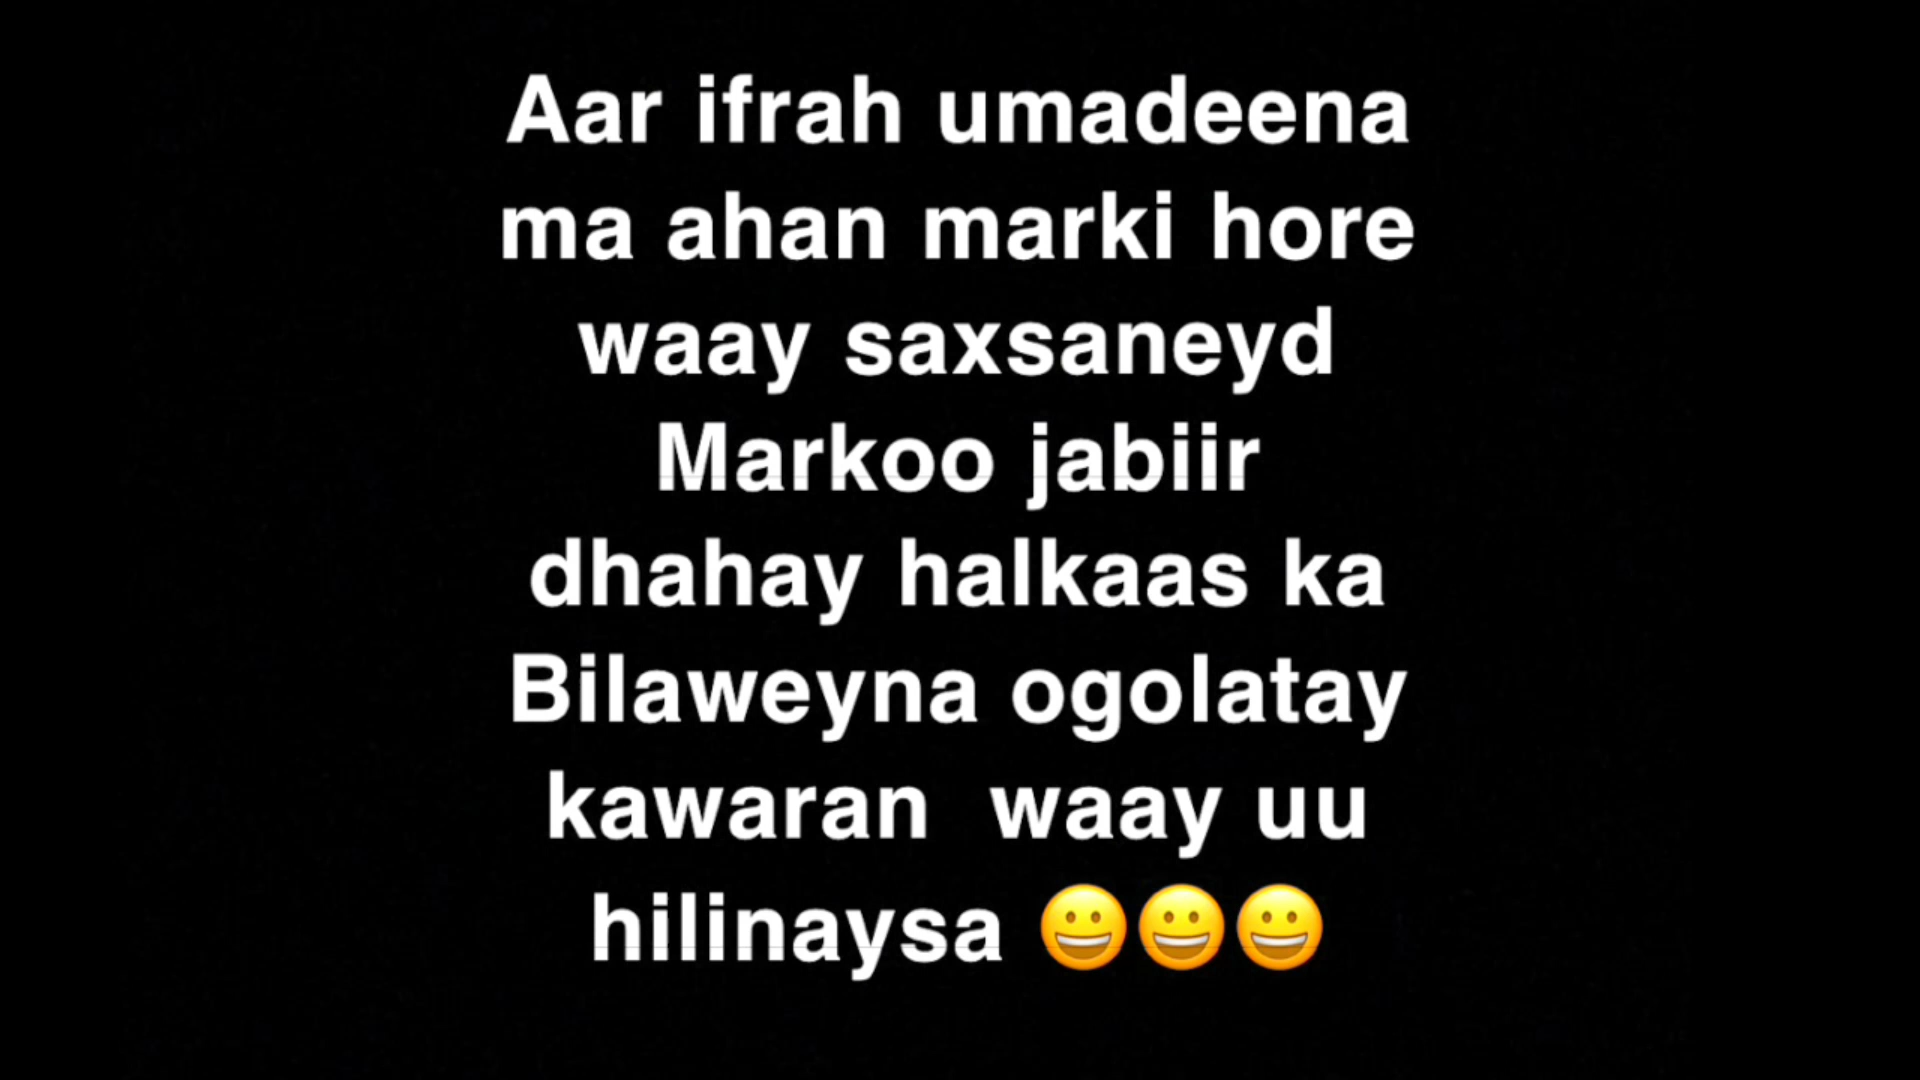 Aar ifrah umadeena
ma ahan marki hore
waay saxsaneyd
Markoo jabiir
dhahay halkaas ka
Bilaweyna ogolatay
kawaran  waay uu
hilinaysa 😀😀😀